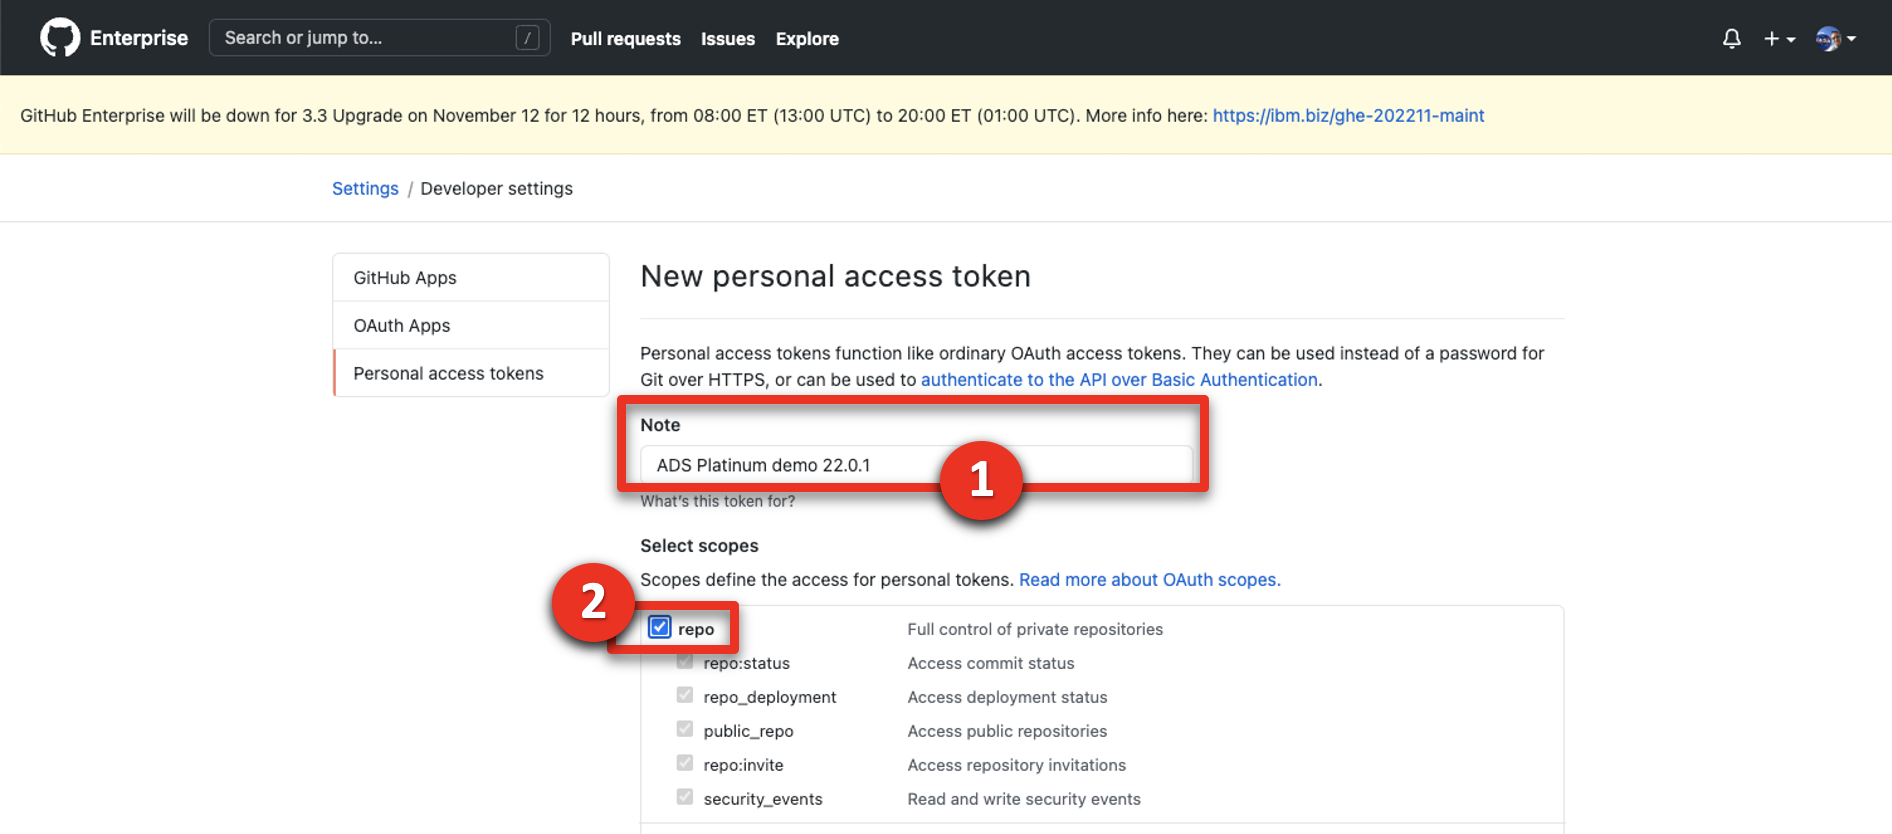 Enterprise
Search or jump to...
/
Pull requests
Issues
Explore
GitHub Enterprise will be down for 3.3 Upgrade on November 12 for 12 hours, from 08:00 ET (13:00 UTC) to 20:00 ET (01:00 UTC). More info here: https://ibm.biz/ghe-202211-maint
Settings / Developer settings
GitHub Apps
OAuth Apps
Personal access tokens
New personal access token
Personal access tokens function like ordinary OAuth access tokens. They can be used instead of a password for
Git over HTTPS, or can be used to authenticate to the API over Basic Authentication.
Note
ADS Platinum demo 22.0.1
1
What's this token for?
Select scopes
Scopes define the access for personal tokens. Read more about OAuth scopes.
2
repo Full control of private repositories
repo:status Access commit status
repo_deployment Access deployment status
public_repo Access public repositories
repo:invite Access repository invitations
security_events Read and write security events